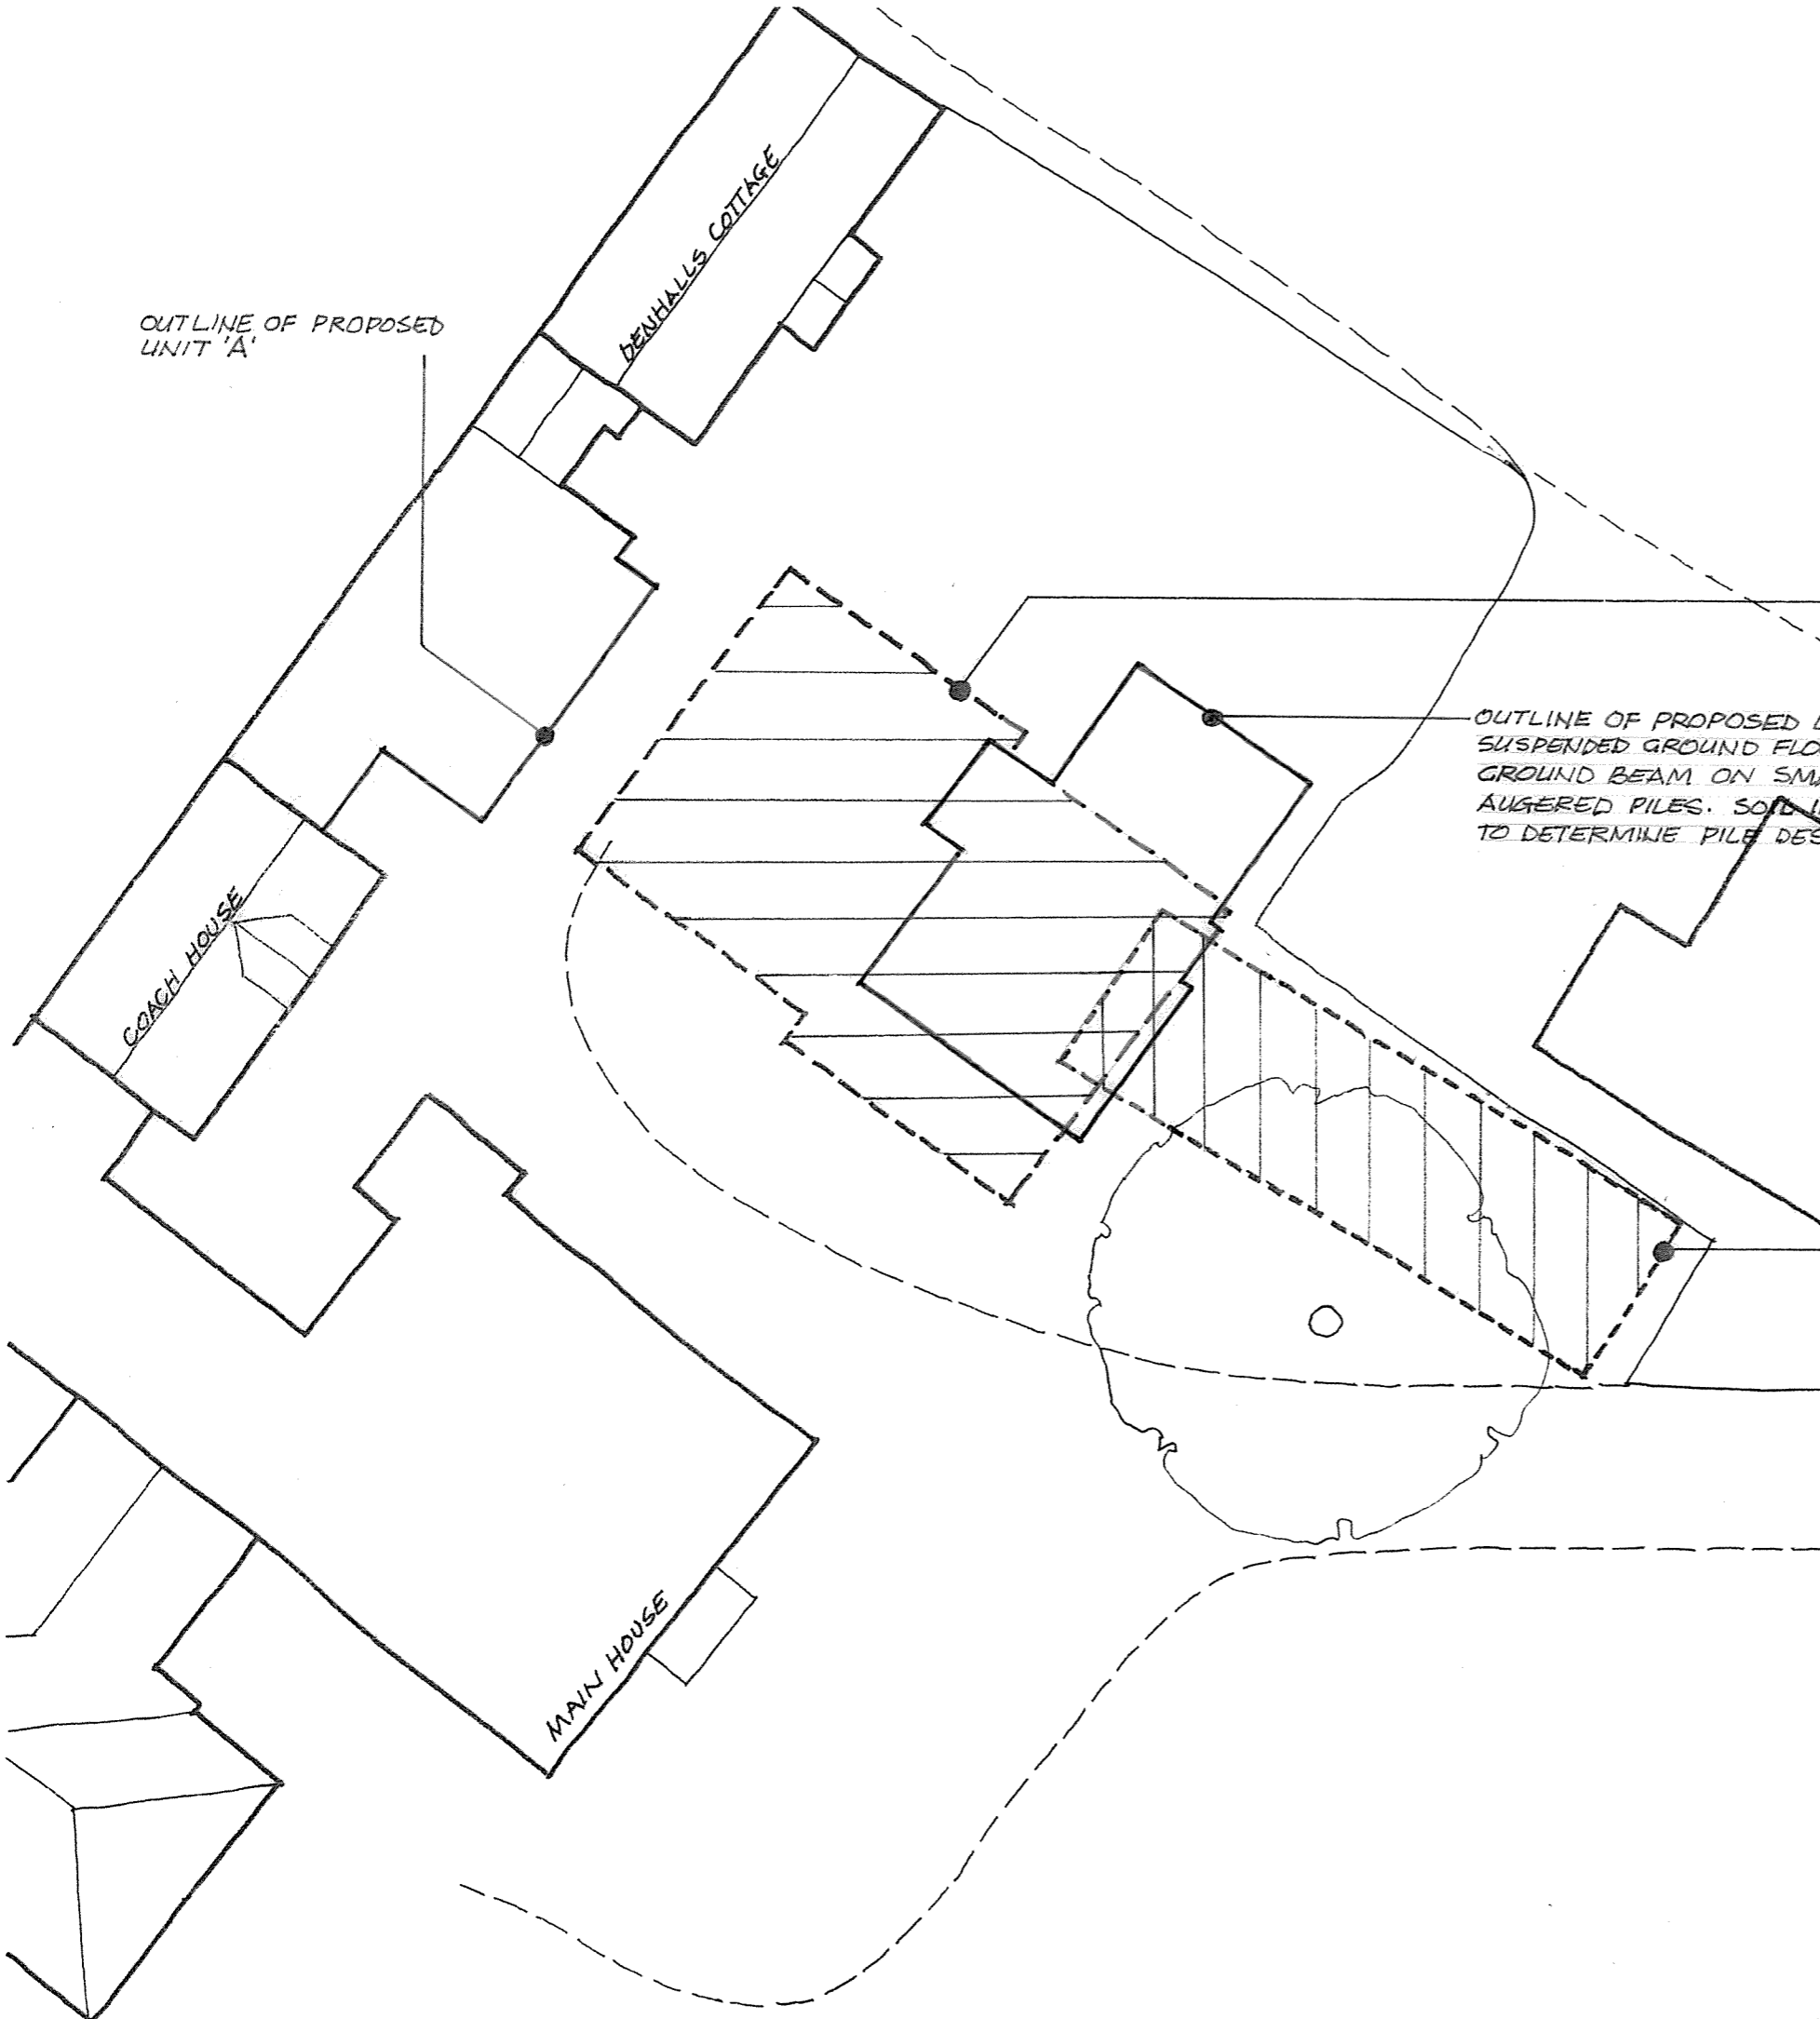 DENHALLS COTTAGE
OUTLINE OF PROPOSED
UNIT 'A'
OUTLINE OF PROPOSED
SUSPENDED GROUND
GROUND BEAM ON
AUGERED PILES. SOIL
TO DETERMINE PILE
COACH HOUSE
MAIN HOUSE